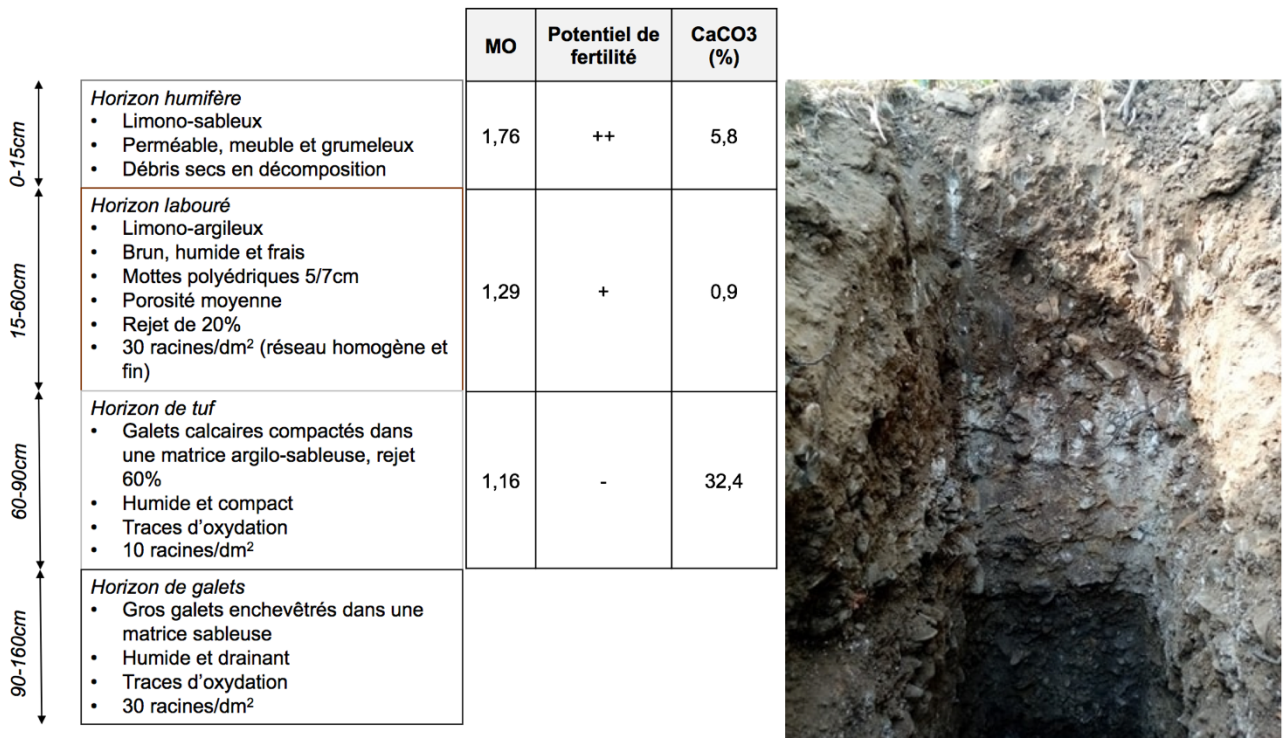 MO
Potentiel de
fertilité
CaCO3
(%)
0-15cm
Horizon humifère
• Limono-sableux
• Perméable, meuble et grumeleux
• Débris secs en décomposition
1,76
++
5,8
15-60cm
Horizon labouré
• Limono-argileux
• Brun, humide et frais
• Mottes polyédriques 5/7cm
• Porosité moyenne
• Rejet de 20%
• 30 racines/dm² (réseau homogène et
fin)
1,29
+
0,9
60-90cm
Horizon de tuf
• Galets calcaires compactés dans
une matrice argilo-sableuse, rejet
60%
• Humide et compact
• Traces d’oxydation
• 10 racines/dm²
1,16
-
32,4
90-160cm
Horizon de galets
• Gros galets enchevêtrés dans une
matrice sableuse
• Humide et drainant
• Traces d’oxydation
• 30 racines/dm²